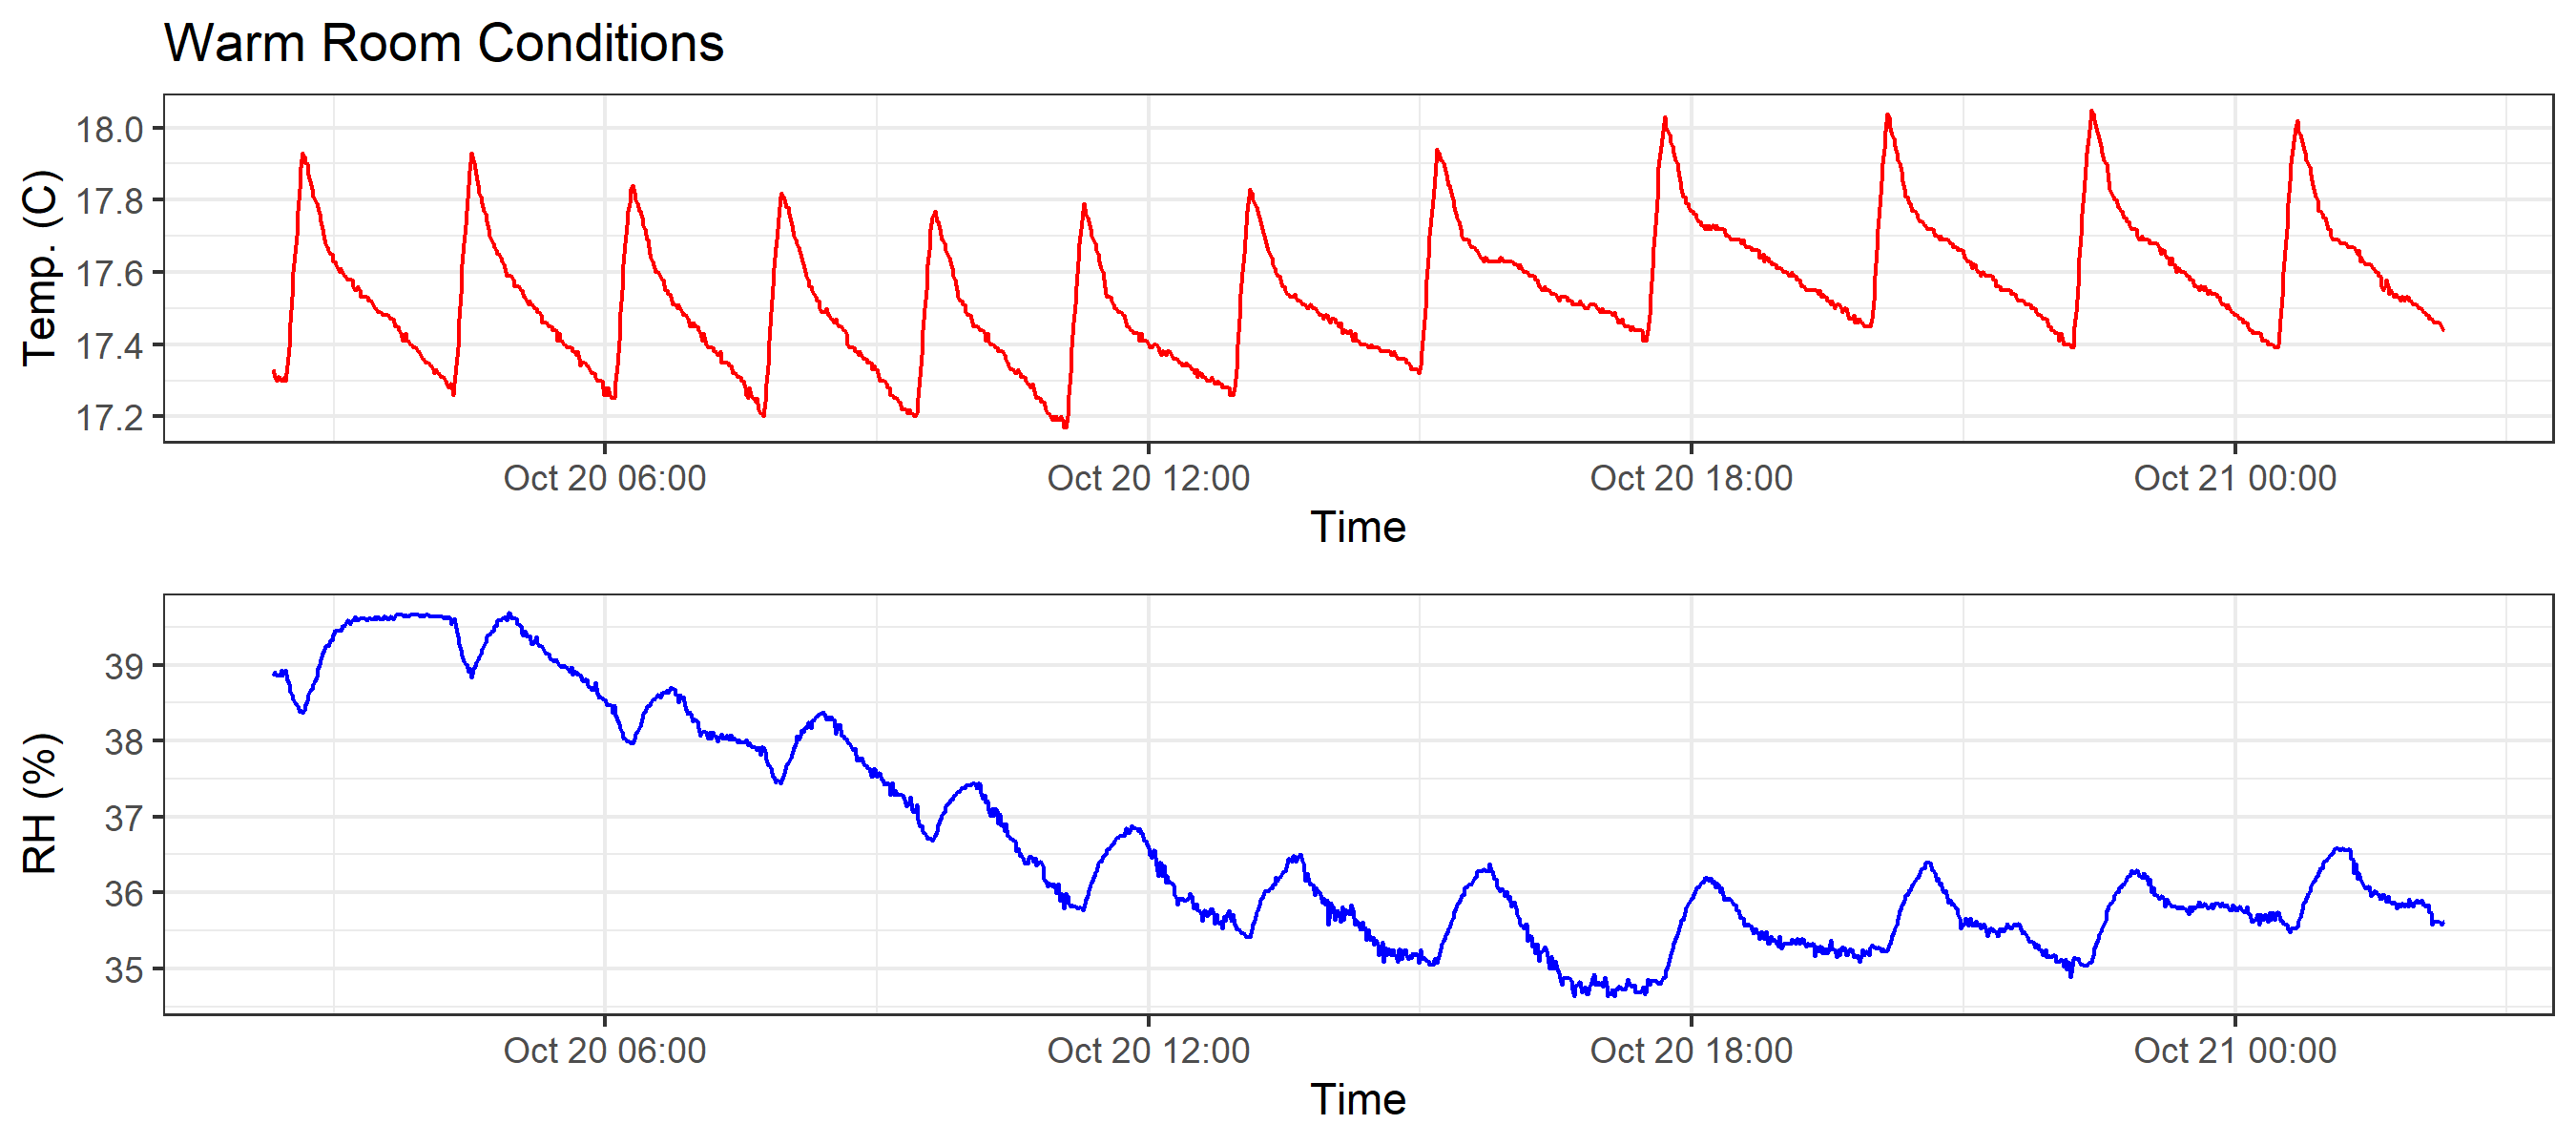 Warm Room Conditions
Temp. (C)
18.0
17.8
17.6
17.4
17.2
Oct 20 06:00 Oct 20 12:00 Oct 20 18:00 Oct 21 00:00
Time
RH (%)
39
38
37
36
35
Oct 20 06:00 Oct 20 12:00 Oct 20 18:00 Oct 21 00:00
Time